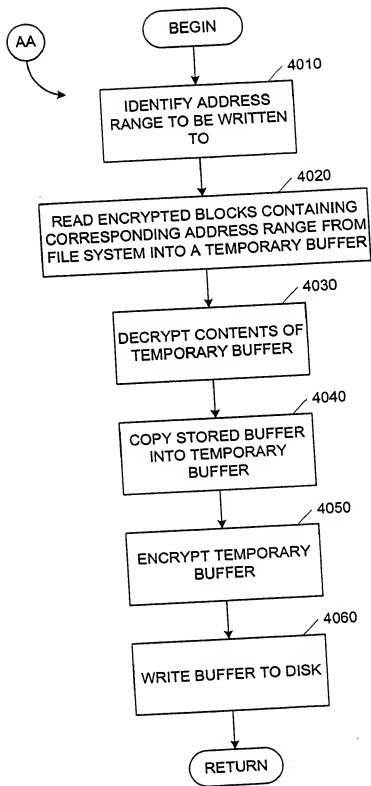 AA
BEGIN
4010
IDENTIFY ADDRESS
RANGE TO BE WRITTEN
TO
4020
READ ENCRYPTED BLOCKS CONTAINING
CORRESPONDING ADDRESS RANGE FROM
FILE SYSTEM INTO A TEMPORARY BUFFER
4030
DECRYPT CONTENTS OF
TEMPORARY BUFFER
4040
COPY STORED BUFFER
INTO TEMPORARY
BUFFER
4050
ENCRYPT TEMPORARY
BUFFER
4060
WRITE BUFFER TO DISK
RETURN